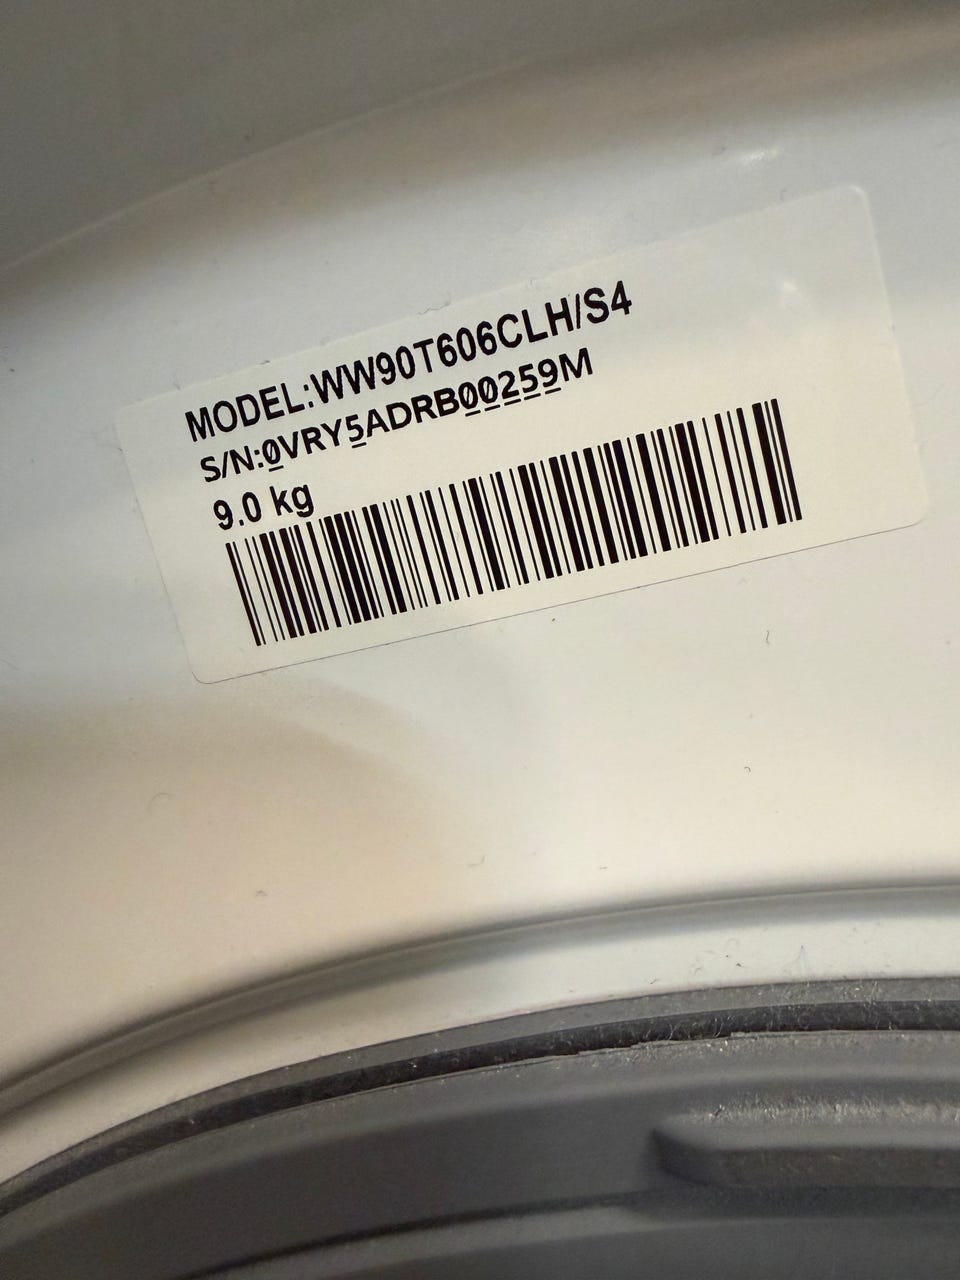 MODEL:WW90T606CLH/S4
S/N:0VRY5ADRB00259M
9.0 kg